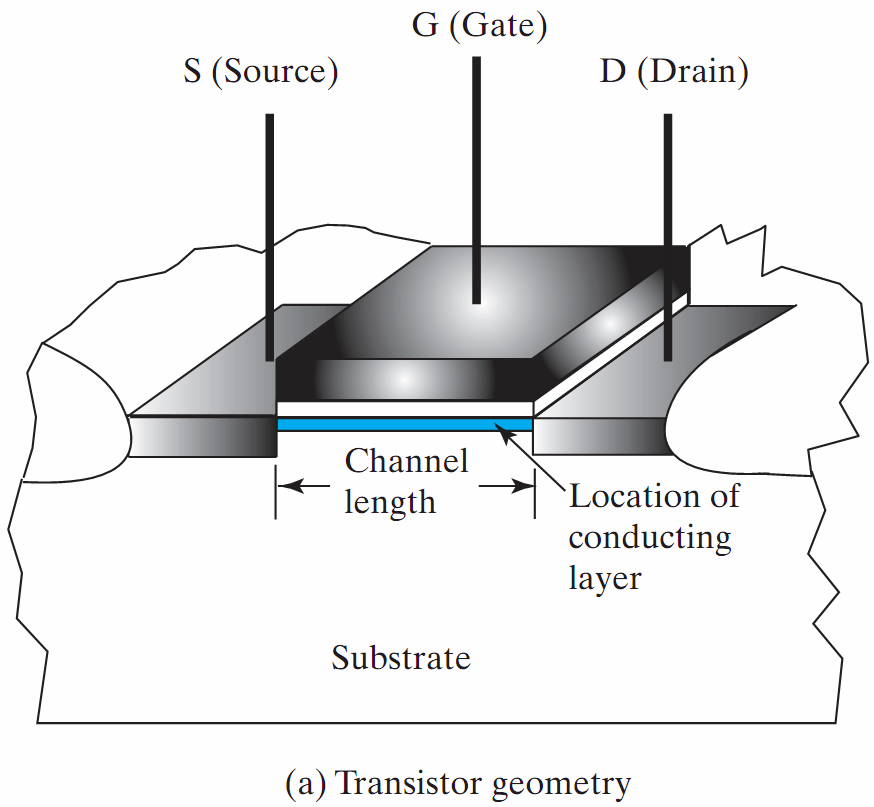 G (Gate)
S (Source)
D (Drain)
Channel
length
Location of
conducting
layer
Substrate
(a) Transistor geometry